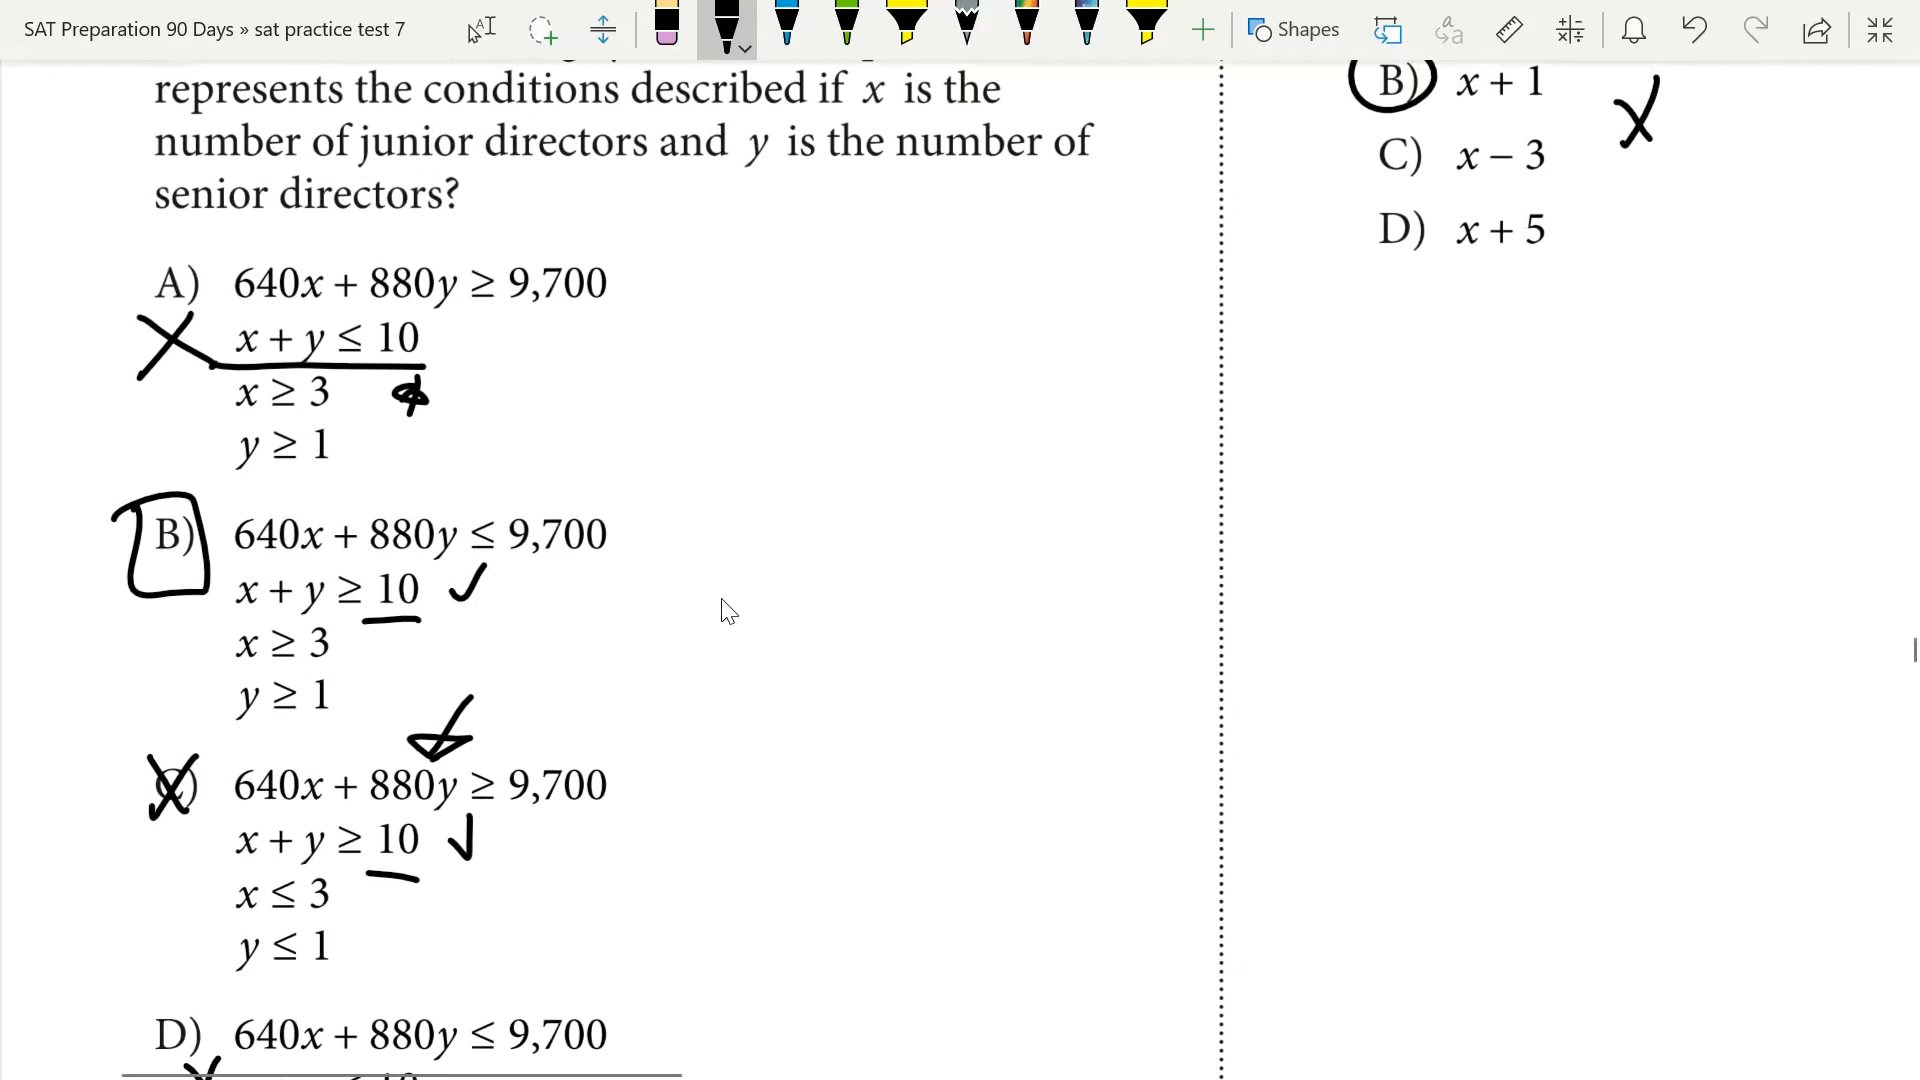 SAT Preparation 90 Days » sat practice test 7
Shapes
represents the conditions described if x is the
number of junior directors and y is the number of
senior directors?
A) 640x + 880y ≥ 9,700
x + y ≤ 10
x ≥ 3
y ≥ 1
B) 640x + 880y ≤ 9,700
x + y ≥ 10
x ≥ 3
y ≥ 1
C) 640x + 880y ≥ 9,700
x + y ≥ 10
x ≤ 3
y ≤ 1
D) 640x + 880y ≤ 9,700
B) x + 1
C) x − 3
D) x + 5